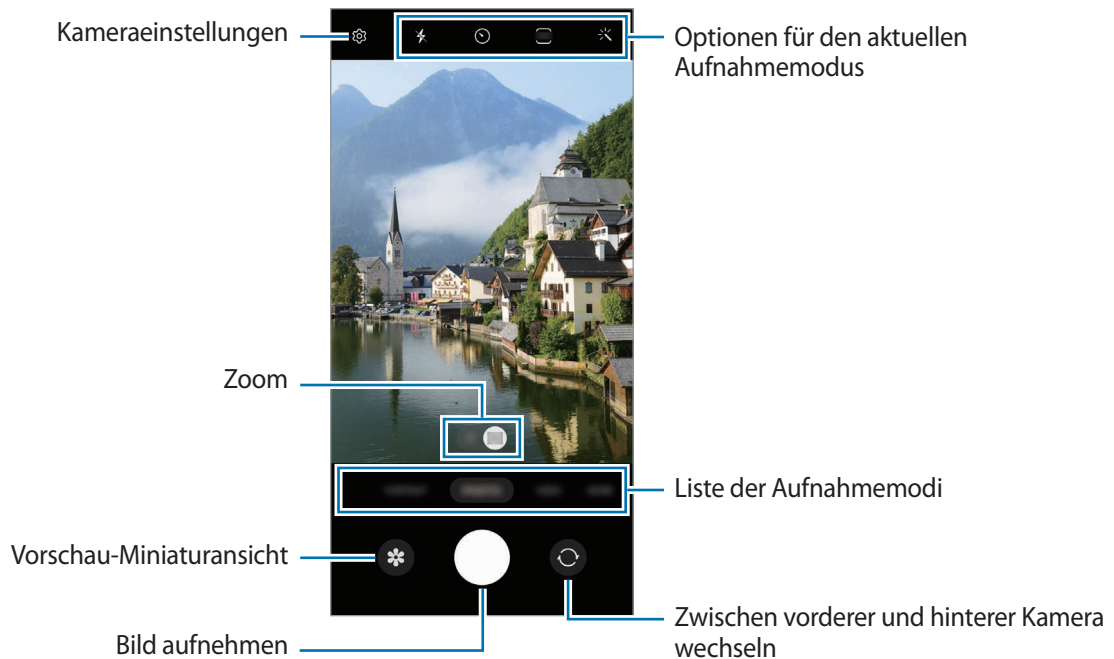 Kameraeinstellungen
Optionen für den aktuellen
Aufnahmemodus
Zoom
Liste der Aufnahmemodi
Vorschau-Miniaturansicht
Zwischen vorderer und hinterer Kamera
wechseln
Bild aufnehmen